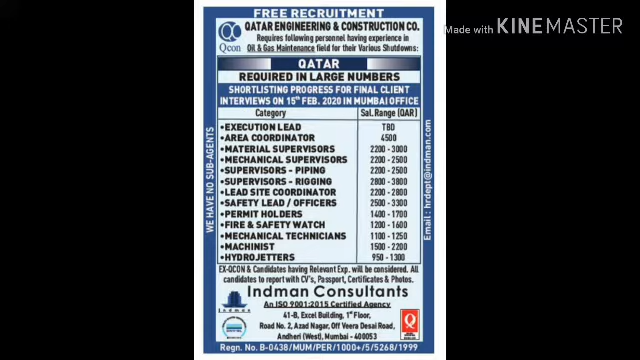 FREE RECRUITMENT
Made with KINEMASTER
QATAR ENGINEERING & CONSTRUCTION CO.
Qcon
Requires following personnel having experience in
Oil & Gas Maintenance field for their Various Shutdowns:
QATAR
REQUIRED IN LARGE NUMBERS
SHORTLISTING PROGRESS FOR FINAL CLIENT
INTERVIEWS ON 15TH FEB. 2020 IN MUMBAI OFFICE
Category Sal.Range (QAR)
•EXECUTION LEAD TBD
•AREA COORDINATOR 4500
•MATERIAL SUPERVISORS 2200 - 3000
•MECHANICAL SUPERVISORS 2200 - 2500
•SUPERVISORS - PIPING 2200 - 2500
•SUPERVISORS - RIGGING 2800 - 3800
•LEAD SITE COORDINATOR 2200 - 2800
•SAFETY LEAD / OFFICERS 2500 - 3300
•PERMIT HOLDERS 1400 - 1700
•FIRE & SAFETY WATCH 1200 - 1600
•MECHANICAL TECHNICIANS 1100 - 1250
•MACHINIST 1500 - 2200
•HYDROJETTERS 950 - 1300
WE HAVE NO SUB-AGENTS
Email : hrdept@indman.com
EX-QCON & Candidates having Relevant Exp. will be considered. All
candidates to report with CV's, Passport, Certificates & Photos.
Indman Consultants
Indman
An ISO 9001:2015 Certified Agency
41-B, Excel Building, 1st Floor,
Road No. 2, Azad Nagar, Off Veera Desai Road,
Andheri (West), Mumbai - 400053
Regn. No. B-0438/MUM/PER/1000+/5/5268/1999